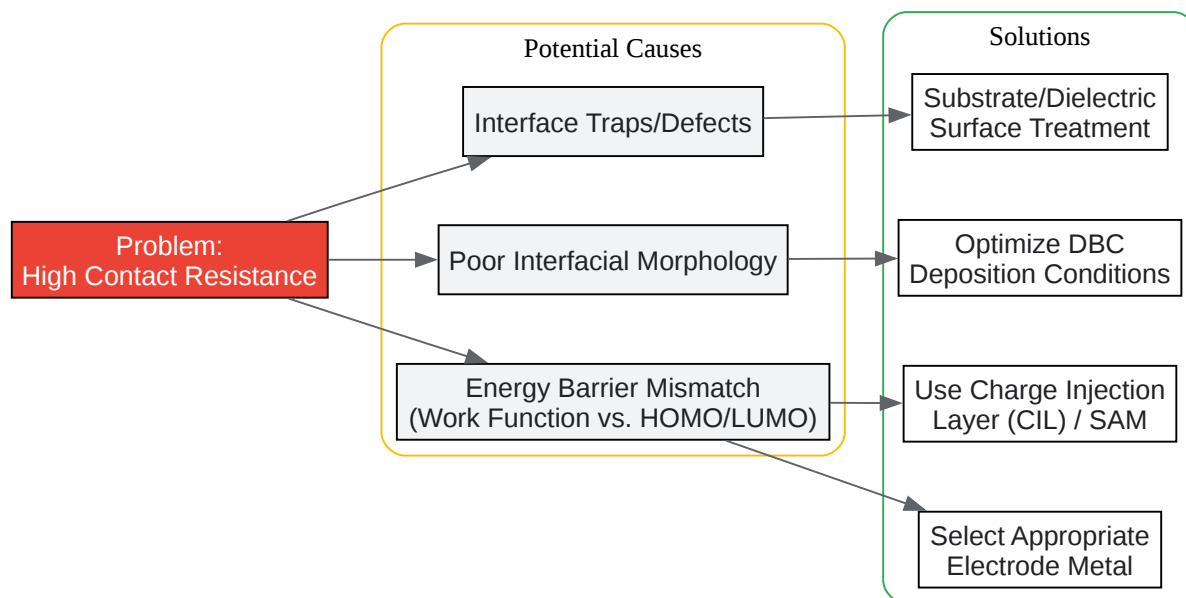 Potential Causes
Solutions
Interface Traps/Defects
Substrate/Dielectric
Surface Treatment
Problem:
High Contact Resistance
Poor Interfacial Morphology
Optimize DBC
Deposition Conditions
Energy Barrier Mismatch
(Work Function vs. HOMO/LUMO)
Use Charge Injection
Layer (CIL) / SAM
Select Appropriate
Electrode Metal